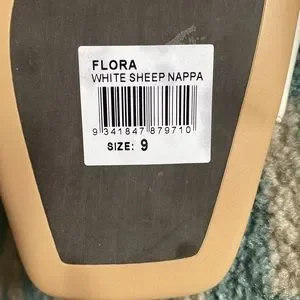 FLORA
WHITE SHEEP NAPPA
9 341847 879710
SIZE: 9